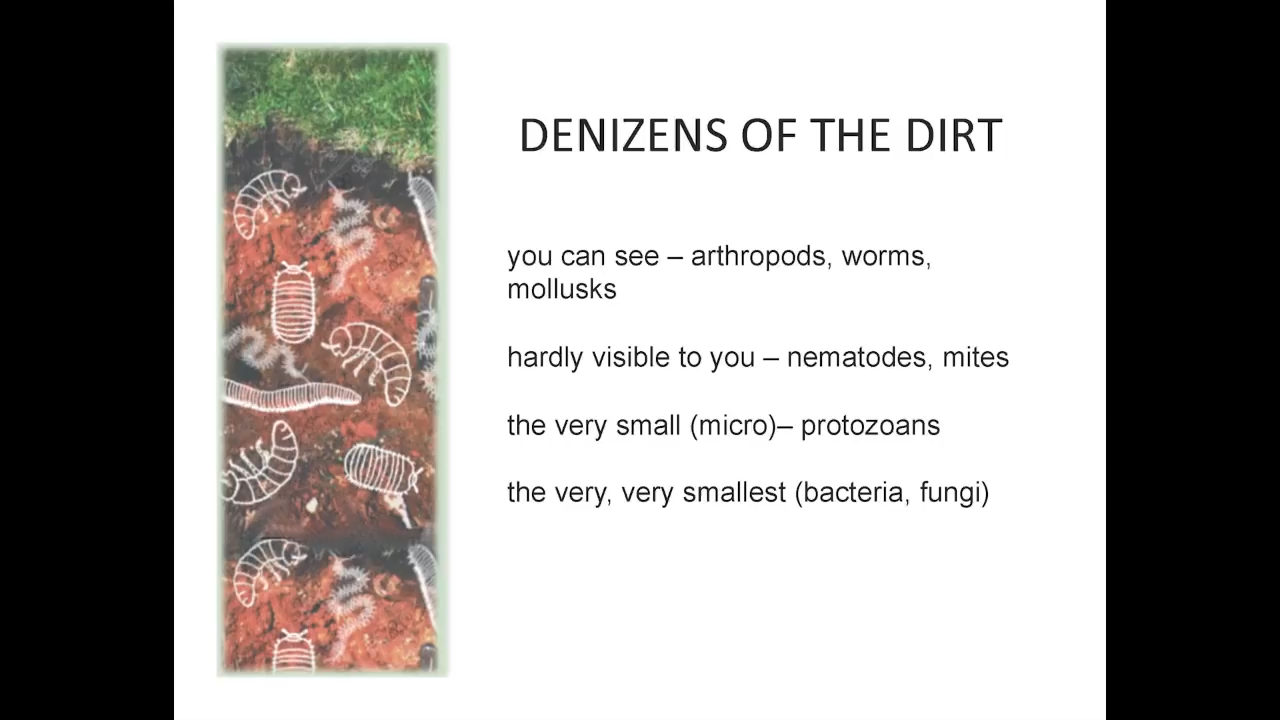 DENIZENS OF THE DIRT
you can see – arthropods, worms,
mollusks
hardly visible to you – nematodes, mites
the very small (micro)– protozoans
the very, very smallest (bacteria, fungi)